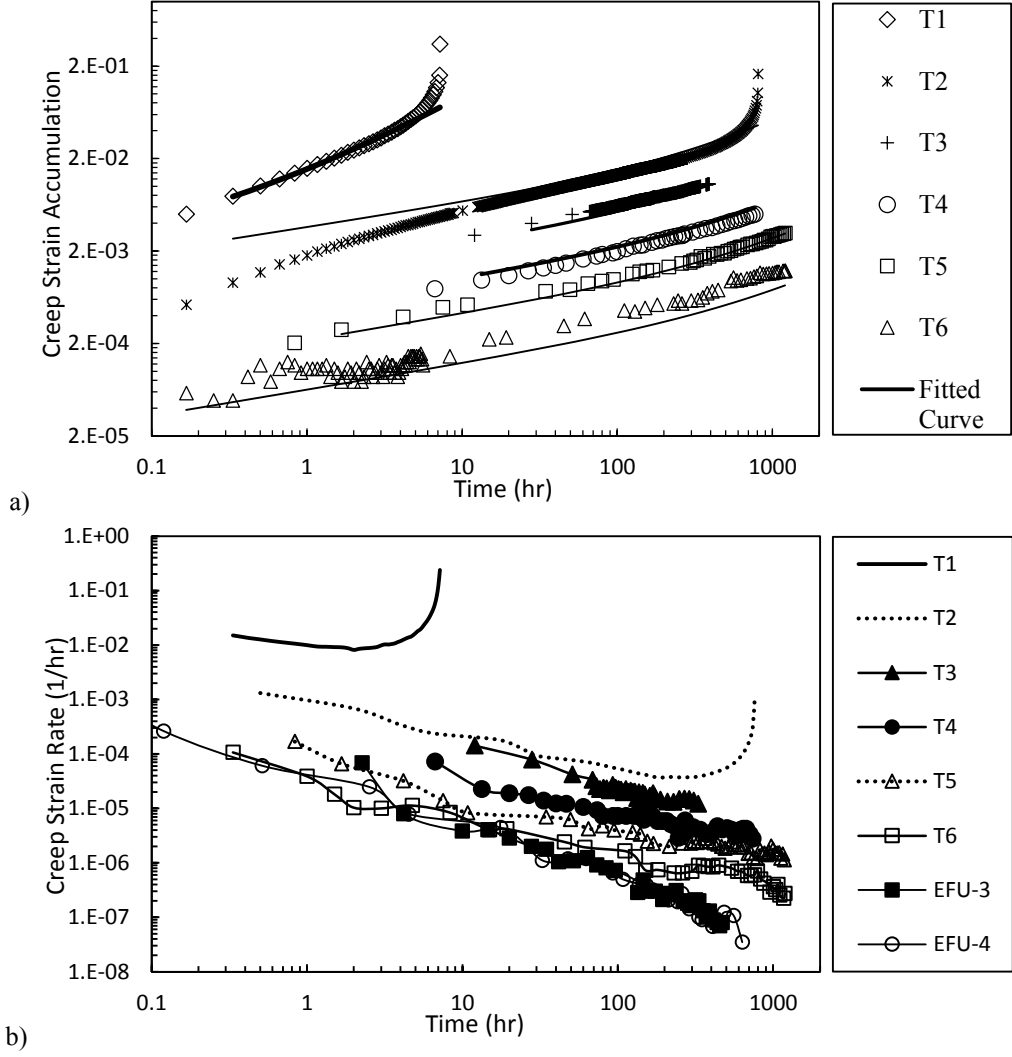 2.E-01
2.E-02
2.E-03
2.E-04
2.E-05
Creep Strain Accumulation
0.1 1 10 100 1000
Time (hr)
T1
T2
T3
T4
T5
T6
Fitted
Curve
a)
1.E+00
1.E-01
1.E-02
1.E-03
1.E-04
1.E-05
1.E-06
1.E-07
1.E-08
Creep Strain Rate (1/hr)
0.1 1 10 100 1000
Time (hr)
T1
T2
T3
T4
T5
T6
EFU-3
EFU-4
b)